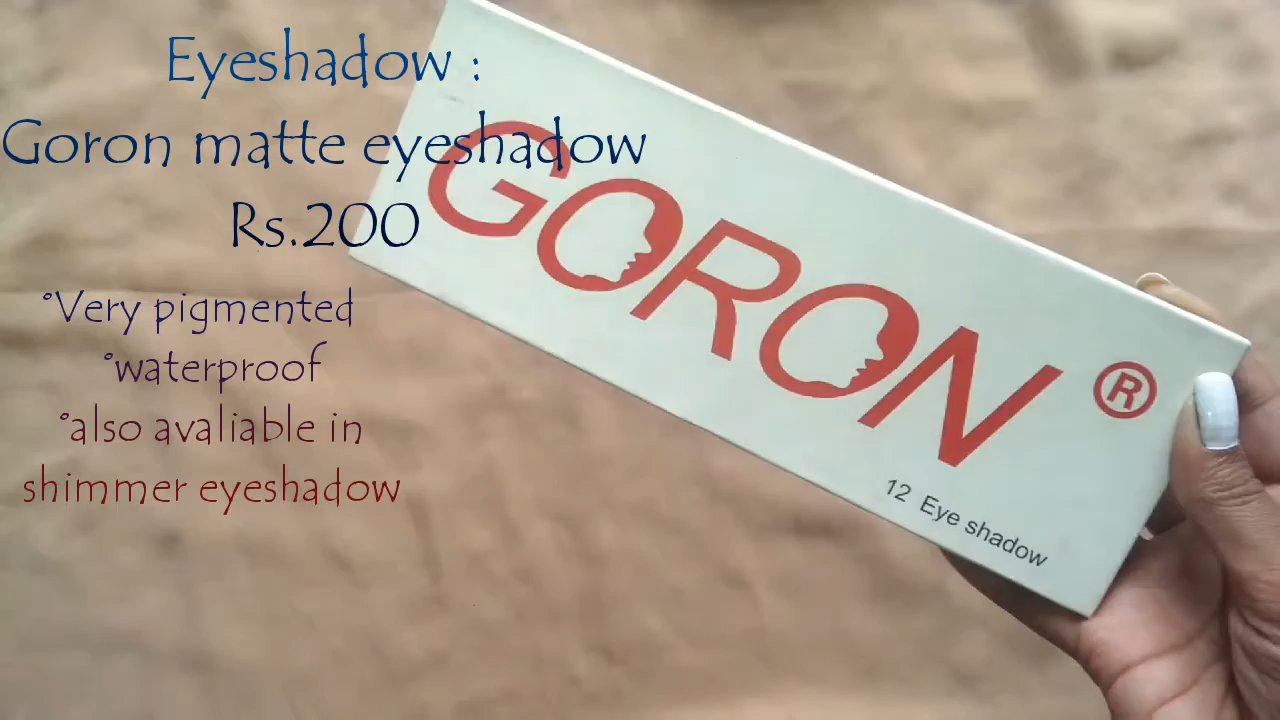 Eyeshadow :
Goron matte eyeshadow
Rs.200
°Very pigmented
°waterproof
°also avaliable in
shimmer eyeshadow
GORON ®
12 Eye shadow